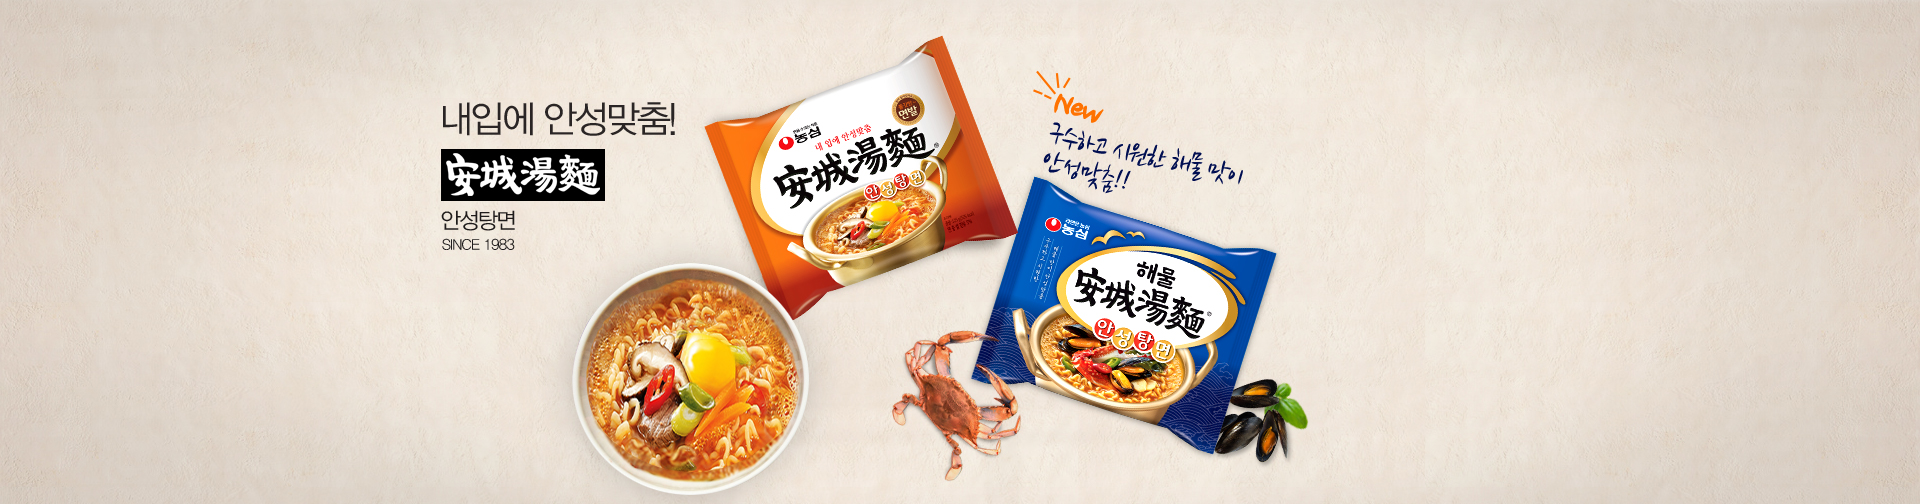 내입에 안성맞춤!
安城湯麵
안성탕면
SINCE 1983
농심
내 입에 안성맞춤
면발
安城湯麵®
안성탕면
New
구수하고 시원한 해물 맛이
안성맞춤!!
농심
해물
安城湯麵®
안성탕면